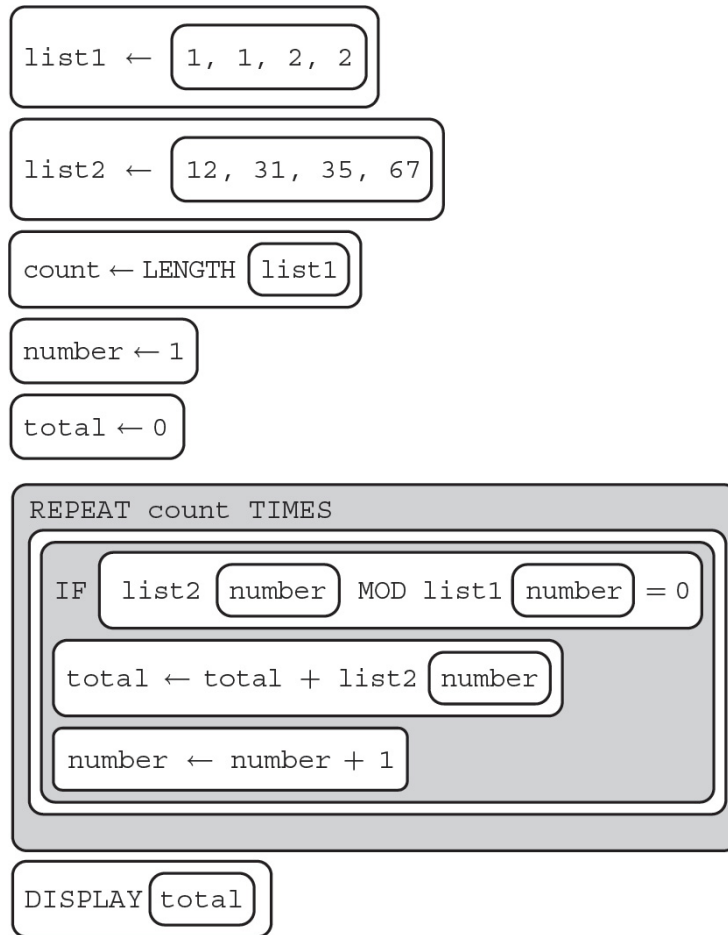 list1 ← 1, 1, 2, 2
list2 ← 12, 31, 35, 67
count ← LENGTH list1
number ← 1
total ← 0
REPEAT count TIMES
IF list2 number MOD list1 number = 0
total ← total + list2 number
number ← number + 1
DISPLAY total